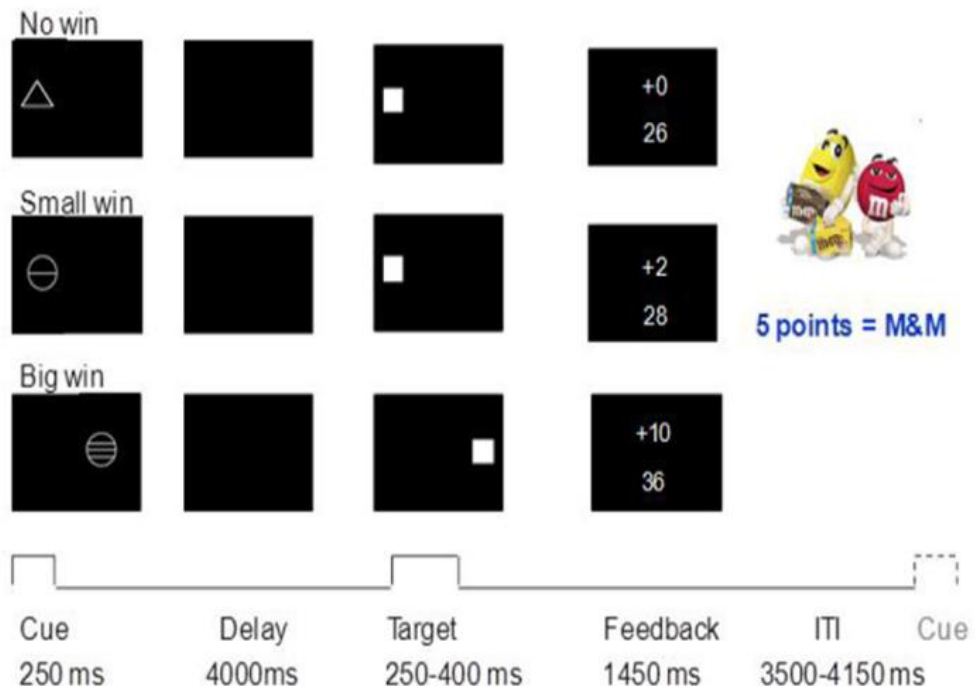 No win
+0
26
Small win
+2
28
5 points = M&M
Big win
+10
36
Cue Delay Target Feedback ITI Cue
250 ms 4000ms 250-400 ms 1450 ms 3500-4150 ms